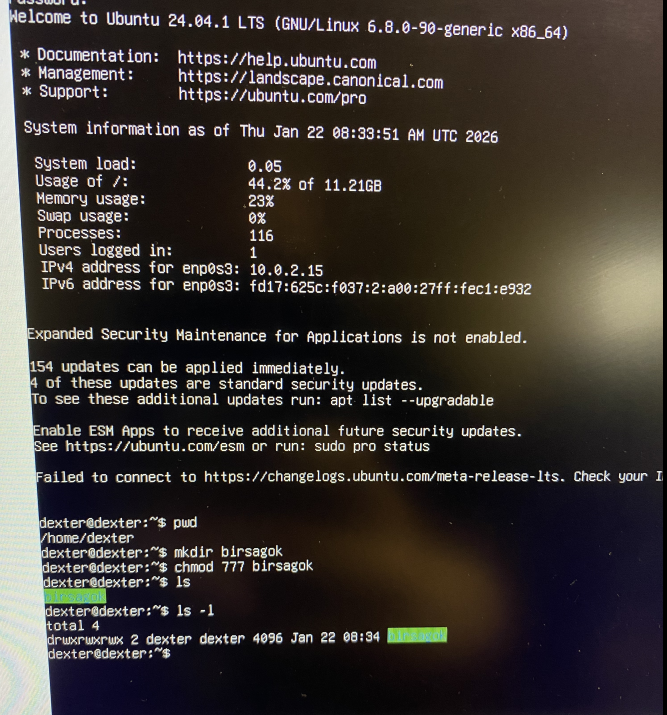 Password:
Welcome to Ubuntu 24.04.1 LTS (GNU/Linux 6.8.0-90-generic x86_64)
* Documentation: https://help.ubuntu.com
* Management: https://landscape.canonical.com
* Support: https://ubuntu.com/pro
System information as of Thu Jan 22 08:33:51 AM UTC 2026
System load: 0.05
Usage of /: 44.2% of 11.21GB
Memory usage: 23%
Swap usage: 0%
Processes: 116
Users logged in: 1
IPv4 address for enp0s3: 10.0.2.15
IPv6 address for enp0s3: fd17:625c:f037:2:a00:27ff:fec1:e932
Expanded Security Maintenance for Applications is not enabled.
154 updates can be applied immediately.
4 of these updates are standard security updates.
To see these additional updates run: apt list --upgradable
Enable ESM Apps to receive additional future security updates.
See https://ubuntu.com/esm or run: sudo pro status
Failed to connect to https://changelogs.ubuntu.com/meta-release-lts. Check your I
dexter@dexter:~$ pwd
/home/dexter
dexter@dexter:~$ mkdir birsagok
dexter@dexter:~$ chmod 777 birsagok
dexter@dexter:~$ ls
birsagok
dexter@dexter:~$ ls -l
total 4
drwxrwxrwx 2 dexter dexter 4096 Jan 22 08:34 birsagok
dexter@dexter:~$